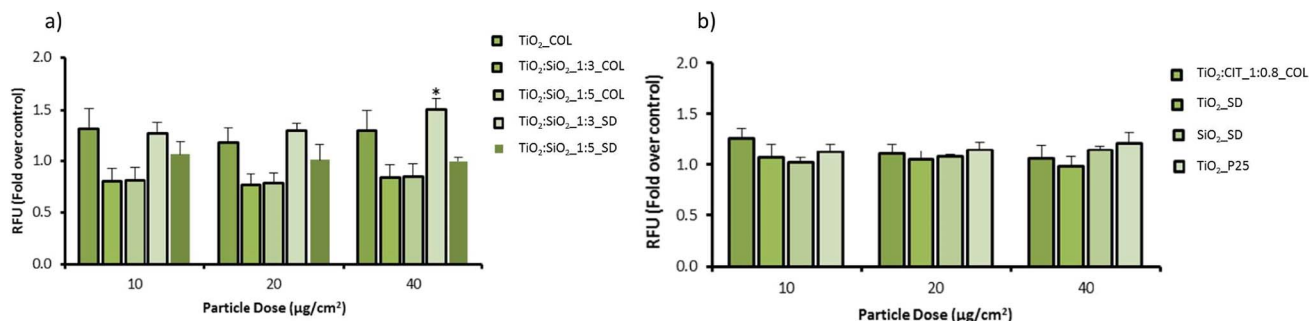 a)
RFU (Fold over control)
2.0
1.5
1.0
0.5
0.0
*
10 20 40
Particle Dose (µg/cm²)
TiO₂_COL
TiO₂:SiO₂_1:3_COL
TiO₂:SiO₂_1:5_COL
TiO₂:SiO₂_1:3_SD
TiO₂:SiO₂_1:5_SD
b)
RFU (Fold over control)
2.0
1.5
1.0
0.5
0.0
10 20 40
Particle Dose (µg/cm²)
TiO₂:CIT_1:0.8_COL
TiO₂_SD
SiO₂_SD
TiO₂_P25